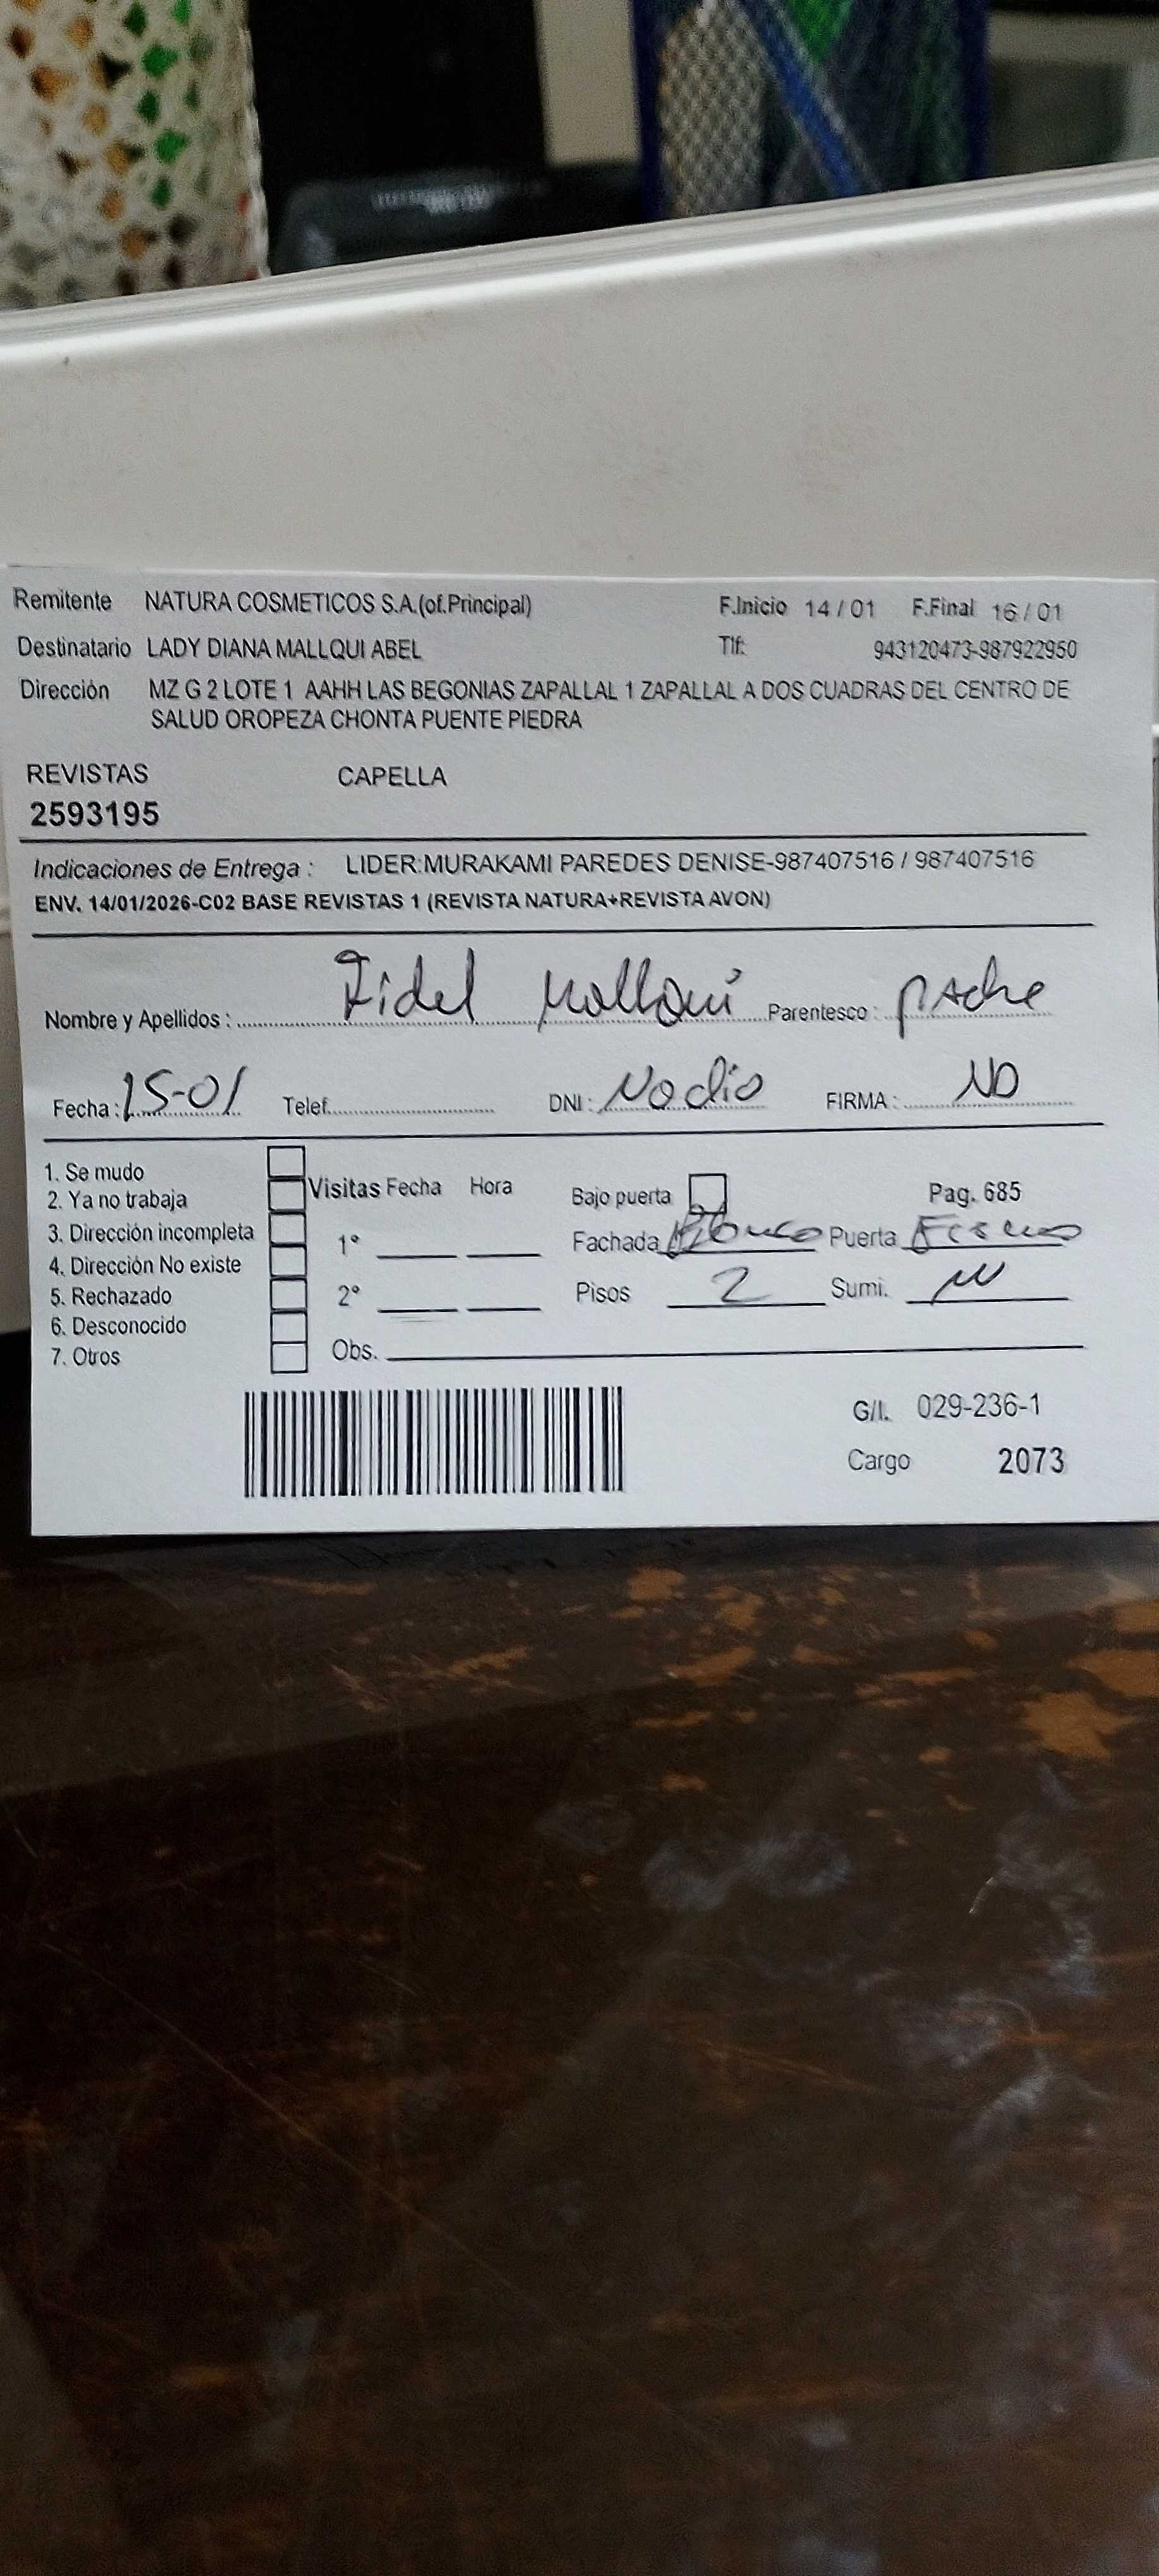 Remitente NATURA COSMETICOS S.A.(of.Principal) F.Inicio 14 / 01 F.Final 16 / 01
Destinatario LADY DIANA MALLQUI ABEL Tlf: 943120473-987922950
Dirección MZ G 2 LOTE 1 AAHH LAS BEGONIAS ZAPALLAL 1 ZAPALLAL A DOS CUADRAS DEL CENTRO DE
SALUD OROPEZA CHONTA PUENTE PIEDRA
REVISTAS CAPELLA
2593195
Indicaciones de Entrega : LIDER:MURAKAMI PAREDES DENISE-987407516 / 987407516
ENV. 14/01/2026-C02 BASE REVISTAS 1 (REVISTA NATURA+REVISTA AVON)
Nombre y Apellidos : Fidel Mallqui Parentesco : padre
Fecha : 15-01 Telef. DNI : No dio FIRMA : NO
1. Se mudo
2. Ya no trabaja Visitas Fecha Hora Bajo puerta Pag. 685
3. Dirección incompleta 1° Fachada Blanco Puerta
4. Dirección No existe
5. Rechazado 2° Pisos 2 Sumi.
6. Desconocido
7. Otros Obs.
G/I. 029-236-1
Cargo 2073